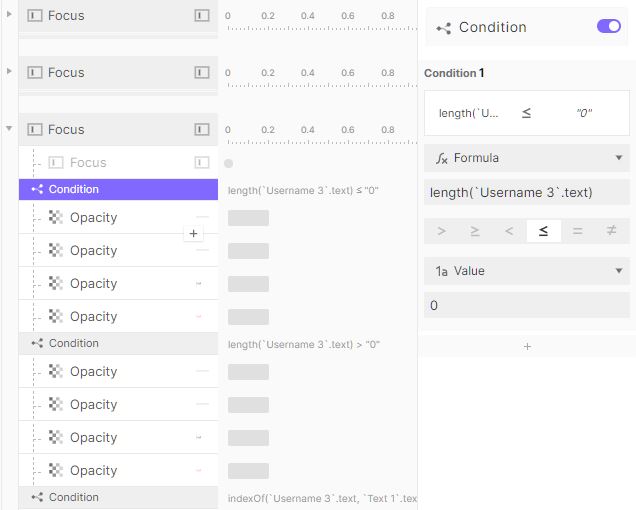 Focus
0 0.2 0.4 0.6 0.8
Condition
Focus
0 0.2 0.4 0.6 0.8
Condition 1
length(`U... ≤ "0"
Focus
0 0.2 0.4 0.6 0.8
Focus
Formula
Condition
length(`Username 3`.text) ≤ "0"
length(`Username 3`.text)
Opacity
> ≥ < ≤ = ≠
+
Opacity
1a Value
Opacity
0
Opacity
Condition
length(`Username 3`.text) > "0"
+
Opacity
Opacity
Opacity
Opacity
Condition
indexOf(`Username 3`.text, `Text 1`.tex